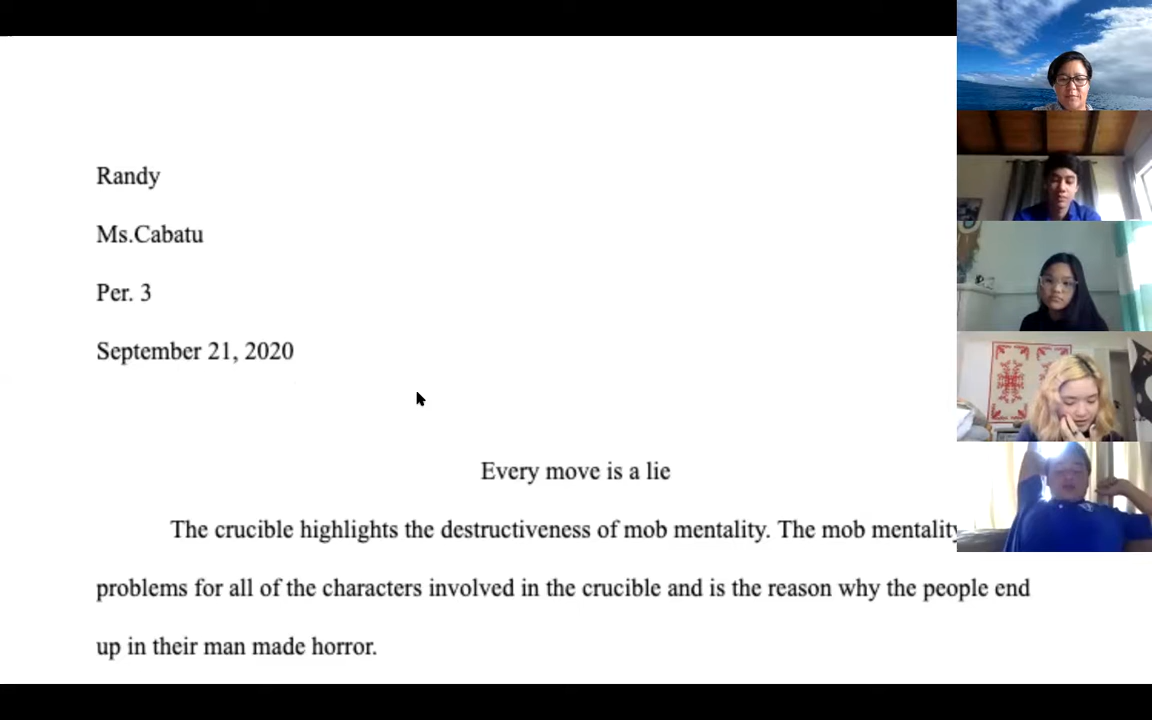 Randy
Ms.Cabatu
Per. 3
September 21, 2020
Every move is a lie
The crucible highlights the destructiveness of mob mentality. The mob mentality
problems for all of the characters involved in the crucible and is the reason why the people end
up in their man made horror.